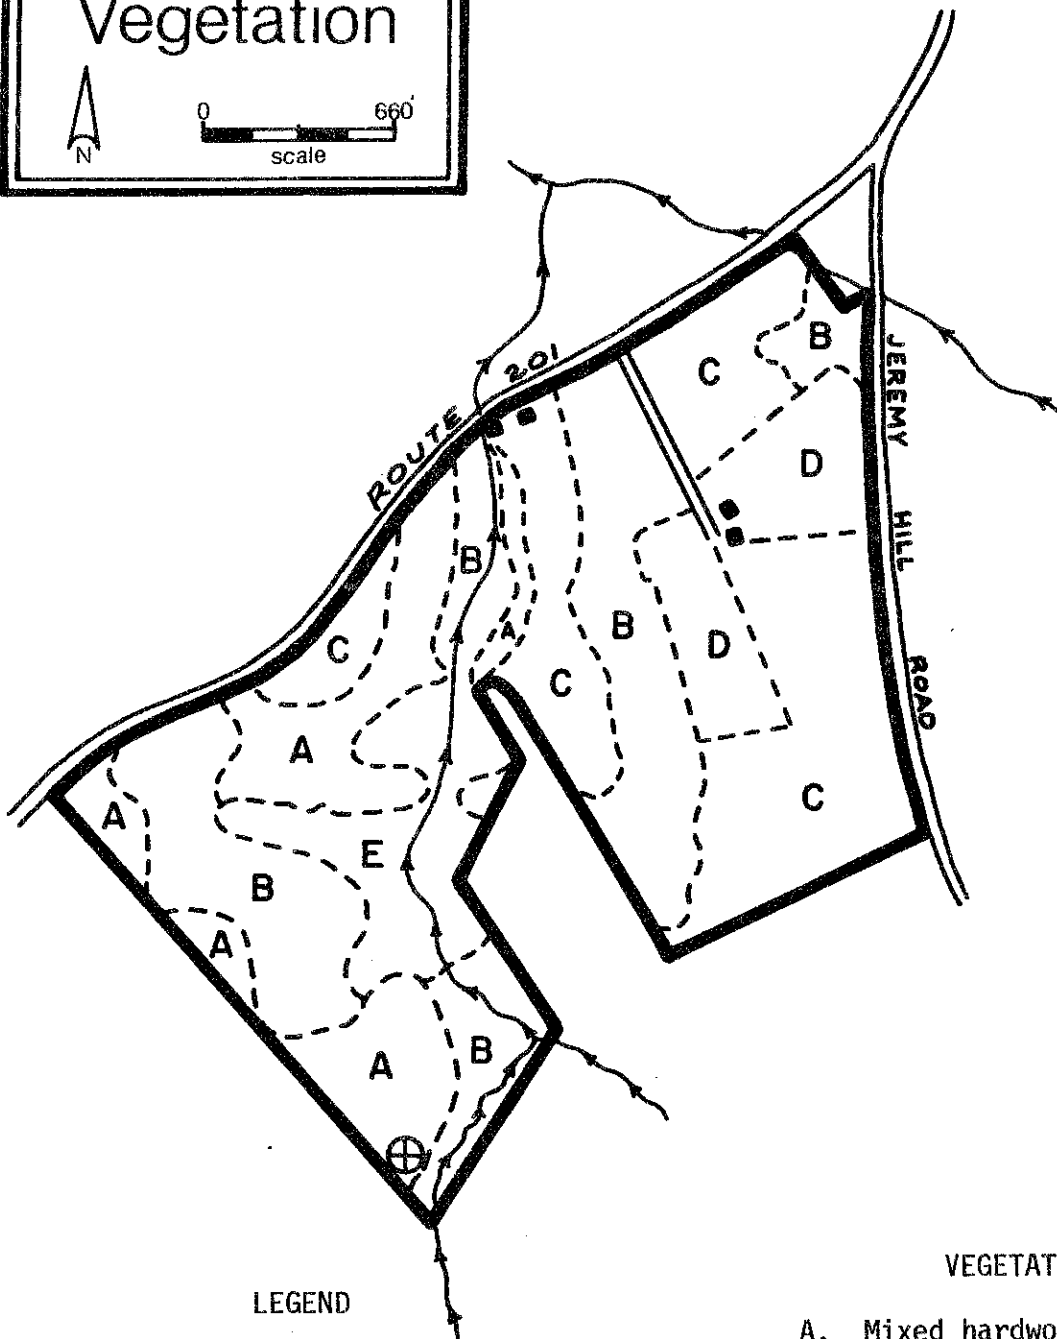 Vegetation
N
0 660'
scale
ROUTE 201
JEREMY HILL ROAD
C
B
D
B
C
A
B
D
C
A
C
A
E
B
A
A
B
LEGEND
VEGETAT
A. Mixed hardwo